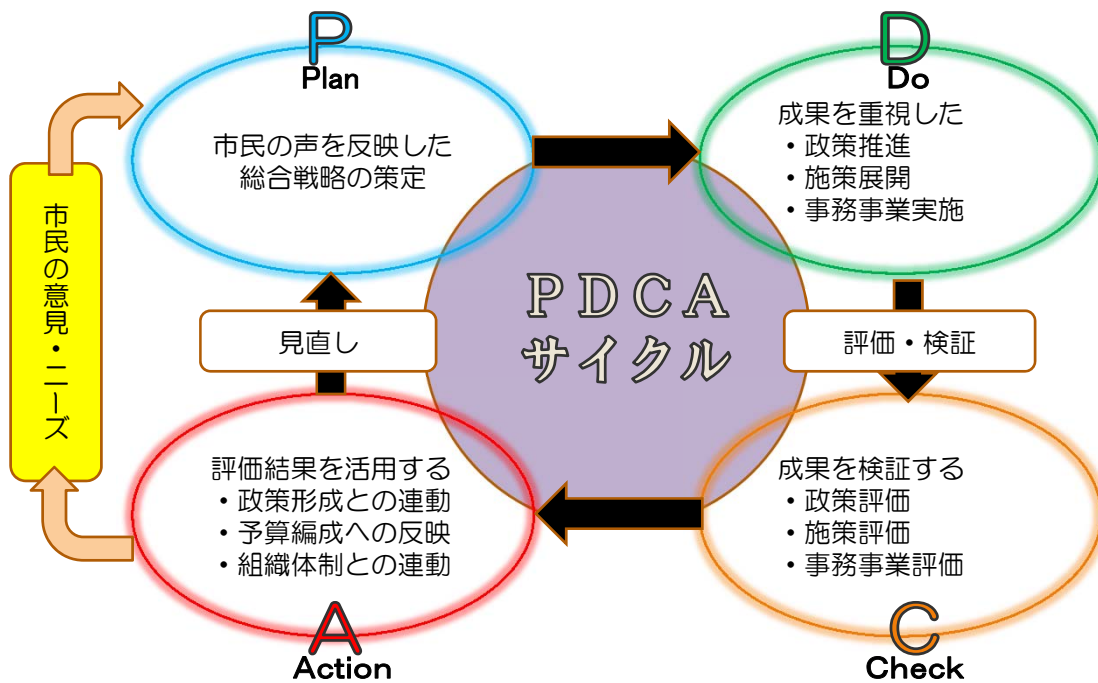 P
Plan
市民の声を反映した
総合戦略の策定
D
Do
成果を重視した
・政策推進
・施策展開
・事務事業実施
市民の意見・ニーズ
見直し
PDCA
サイクル
評価・検証
評価結果を活用する
・政策形成との連動
・予算編成への反映
・組織体制との連動
A
Action
成果を検証する
・政策評価
・施策評価
・事務事業評価
C
Check